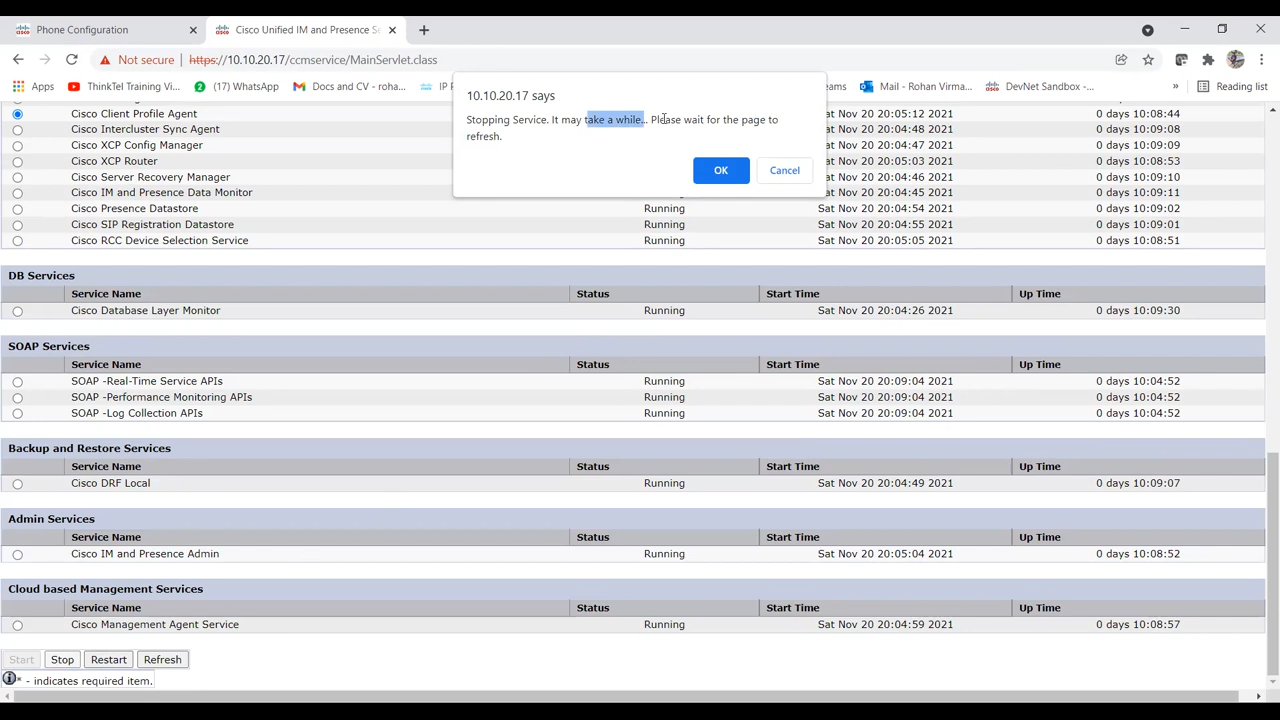 Phone Configuration
Cisco Unified IM and Presence Se
Not secure https://10.10.20.17/ccmservice/MainServlet.class
Apps ThinkTel Training Vi... (17) WhatsApp Docs and CV - roha... IP P eams Mail - Rohan Virma... DevNet Sandbox -... » Reading list
10.10.20.17 says
Stopping Service. It may take a while... Please wait for the page to
refresh.
OK Cancel
Cisco Client Profile Agent Sat Nov 20 20:05:12 2021 0 days 10:08:44
Cisco Intercluster Sync Agent Sat Nov 20 20:04:48 2021 0 days 10:09:08
Cisco XCP Config Manager Sat Nov 20 20:04:47 2021 0 days 10:09:09
Cisco XCP Router Sat Nov 20 20:05:03 2021 0 days 10:08:53
Cisco Server Recovery Manager Sat Nov 20 20:04:46 2021 0 days 10:09:10
Cisco IM and Presence Data Monitor Sat Nov 20 20:04:45 2021 0 days 10:09:11
Cisco Presence Datastore Running Sat Nov 20 20:04:54 2021 0 days 10:09:02
Cisco SIP Registration Datastore Running Sat Nov 20 20:04:55 2021 0 days 10:09:01
Cisco RCC Device Selection Service Running Sat Nov 20 20:05:05 2021 0 days 10:08:51
DB Services
Service Name Status Start Time Up Time
Cisco Database Layer Monitor Running Sat Nov 20 20:04:26 2021 0 days 10:09:30
SOAP Services
Service Name Status Start Time Up Time
SOAP -Real-Time Service APIs Running Sat Nov 20 20:09:04 2021 0 days 10:04:52
SOAP -Performance Monitoring APIs Running Sat Nov 20 20:09:04 2021 0 days 10:04:52
SOAP -Log Collection APIs Running Sat Nov 20 20:09:04 2021 0 days 10:04:52
Backup and Restore Services
Service Name Status Start Time Up Time
Cisco DRF Local Running Sat Nov 20 20:04:49 2021 0 days 10:09:07
Admin Services
Service Name Status Start Time Up Time
Cisco IM and Presence Admin Running Sat Nov 20 20:05:04 2021 0 days 10:08:52
Cloud based Management Services
Service Name Status Start Time Up Time
Cisco Management Agent Service Running Sat Nov 20 20:04:59 2021 0 days 10:08:57
Start Stop Restart Refresh
* - indicates required item.